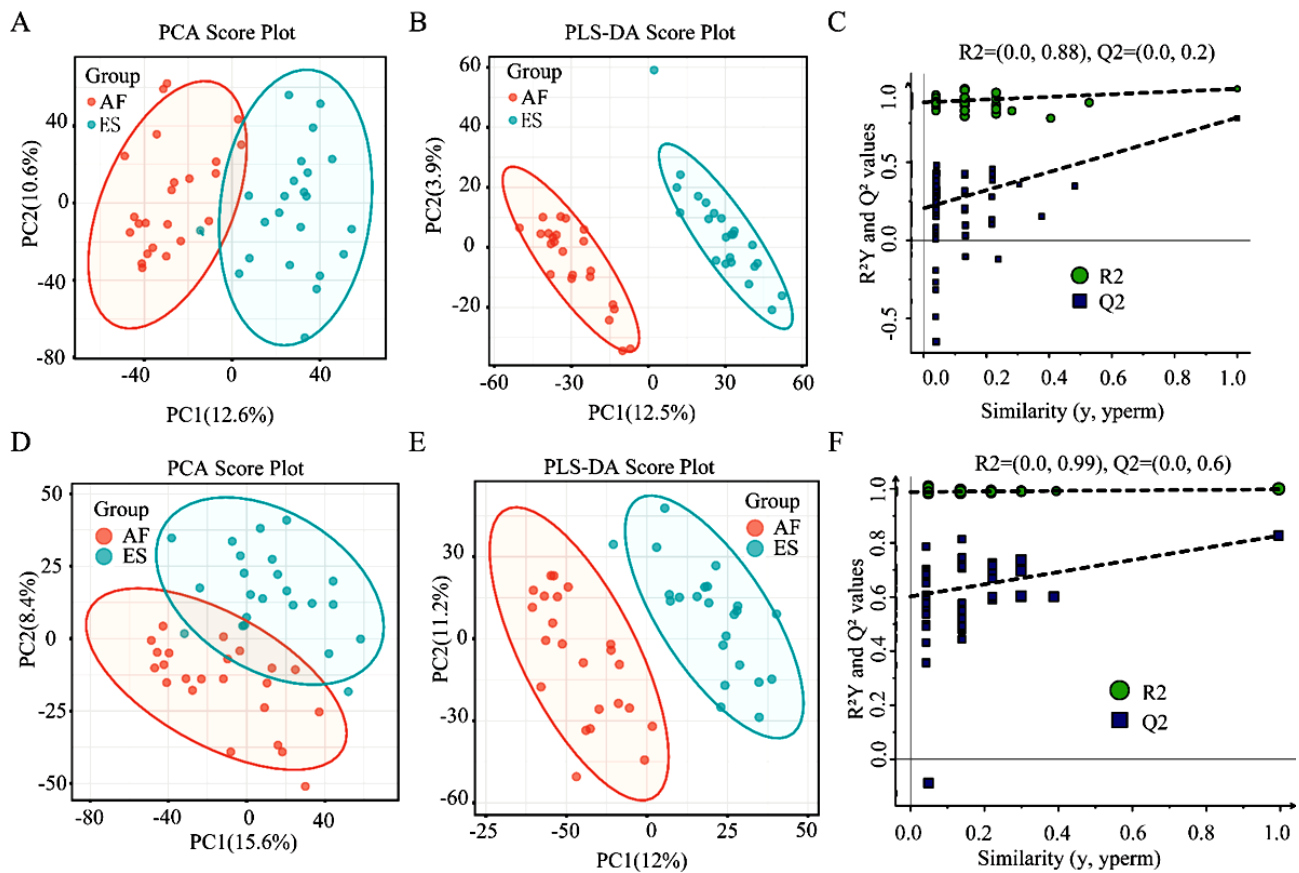 A
PCA Score Plot
Group
AF
ES
80
40
0
-40
-80
PC2(10.6%)
-40
0
40
PC1(12.6%)
B
PLS-DA Score Plot
Group
AF
ES
60
40
20
0
-20
PC2(3.9%)
-60
-30
0
30
60
PC1(12.5%)
C
R2=(0.0, 0.88), Q2=(0.0, 0.2)
1.0
0.5
0.0
-0.5
R²Y and Q² values
R2
Q2
0.0
0.2
0.4
0.6
0.8
1.0
Similarity (y, yperm)
D
PCA Score Plot
Group
AF
ES
50
25
0
-25
-50
PC2(8.4%)
-80
-40
0
40
PC1(15.6%)
E
PLS-DA Score Plot
Group
AF
ES
30
0
-30
-60
PC2(11.2%)
-25
-50
0
25
50
PC1(12%)
F
R2=(0.0, 0.99), Q2=(0.0, 0.6)
1.0
0.8
0.6
0.4
0.2
0.0
R²Y and Q² values
R2
Q2
0.0
0.2
0.4
0.6
0.8
1.0
Similarity (y, yperm)